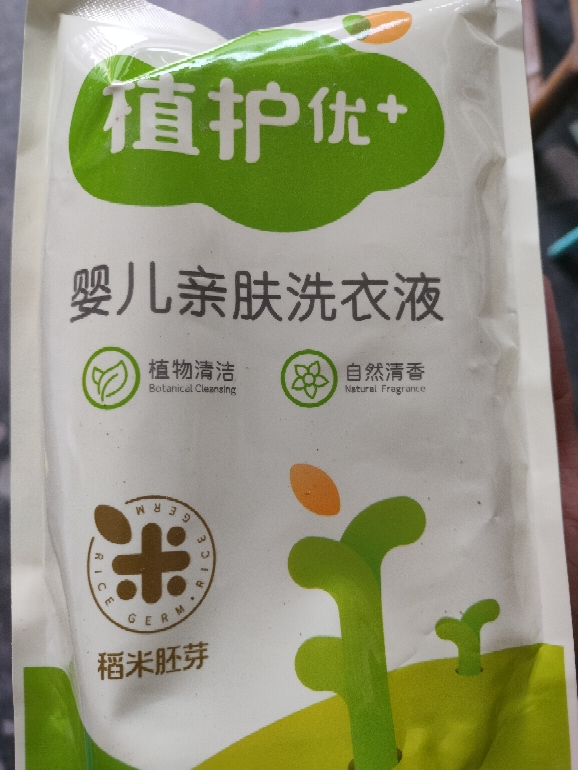 植护优+
婴儿亲肤洗衣液
植物清洁
Botanical Cleansing
自然清香
Natural Fragrance
RICE GERM · RICE GERM
米
稻米胚芽